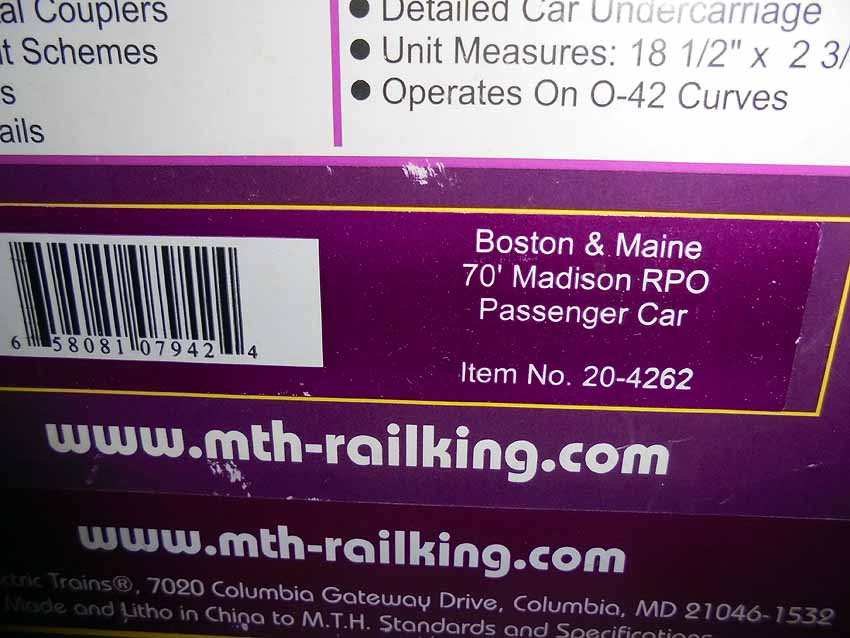 al Couplers
t Schemes
s
ails
• Detailed Car Undercarriage
• Unit Measures: 18 1/2" x 2 3/
• Operates On O-42 Curves
6 58081 07942 4
Boston & Maine
70' Madison RPO
Passenger Car
Item No. 20-4262
www.mth-railking.com
www.mth-railking.com
ctric Trains®, 7020 Columbia Gateway Drive, Columbia, MD 21046-1532
Made and Litho in China to M.T.H. Standards and Specifications